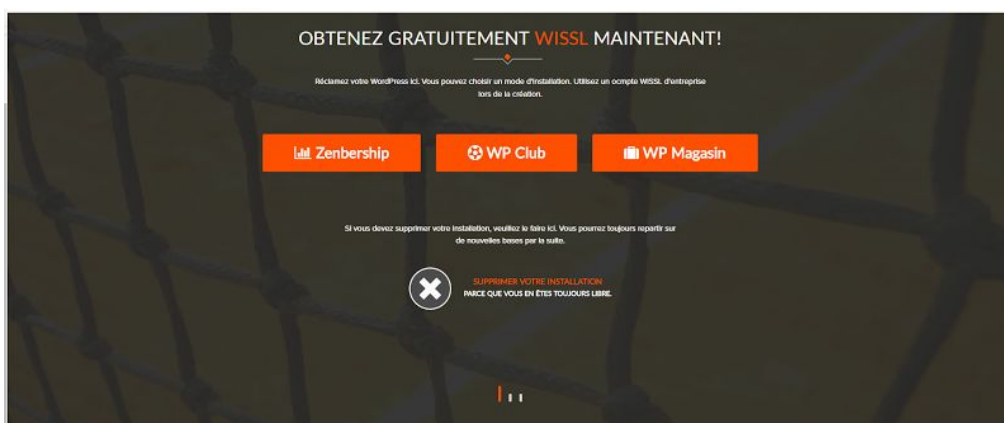 OBTENEZ GRATUITEMENT WISSL MAINTENANT!
Réclamez votre WordPress ici. Vous pouvez choisir un mode d'installation. Utilisez un ocmpte WISSL d'entreprise
lors de la création.
Zenbership
WP Club
WP Magasin
Si vous devez supprimer votre installation, veuillez le faire ici. Vous pourrez toujours repartir sur
de nouvelles bases par la suite.
SUPPRIMER VOTRE INSTALLATION
PARCE QUE VOUS EN ÊTES TOUJOURS LIBRE.